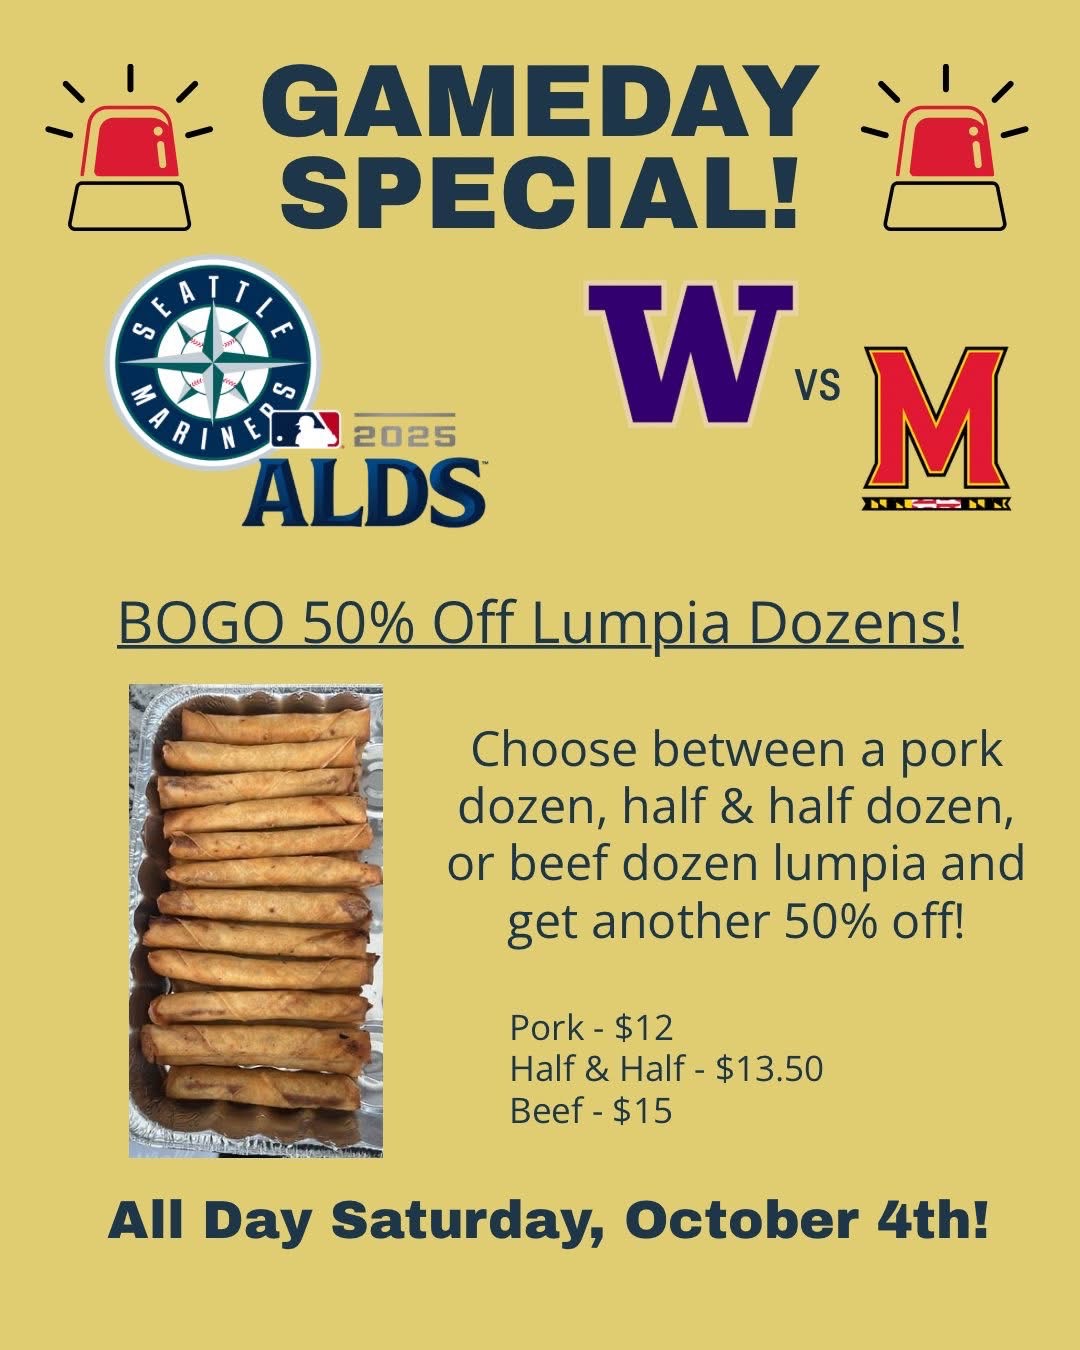 GAMEDAY
SPECIAL!
SEATTLE
MARINERS
2025
ALDS™
W
VS
M
BOGO 50% Off Lumpia Dozens!
Choose between a pork
dozen, half & half dozen,
or beef dozen lumpia and
get another 50% off!
Pork - $12
Half & Half - $13.50
Beef - $15
All Day Saturday, October 4th!